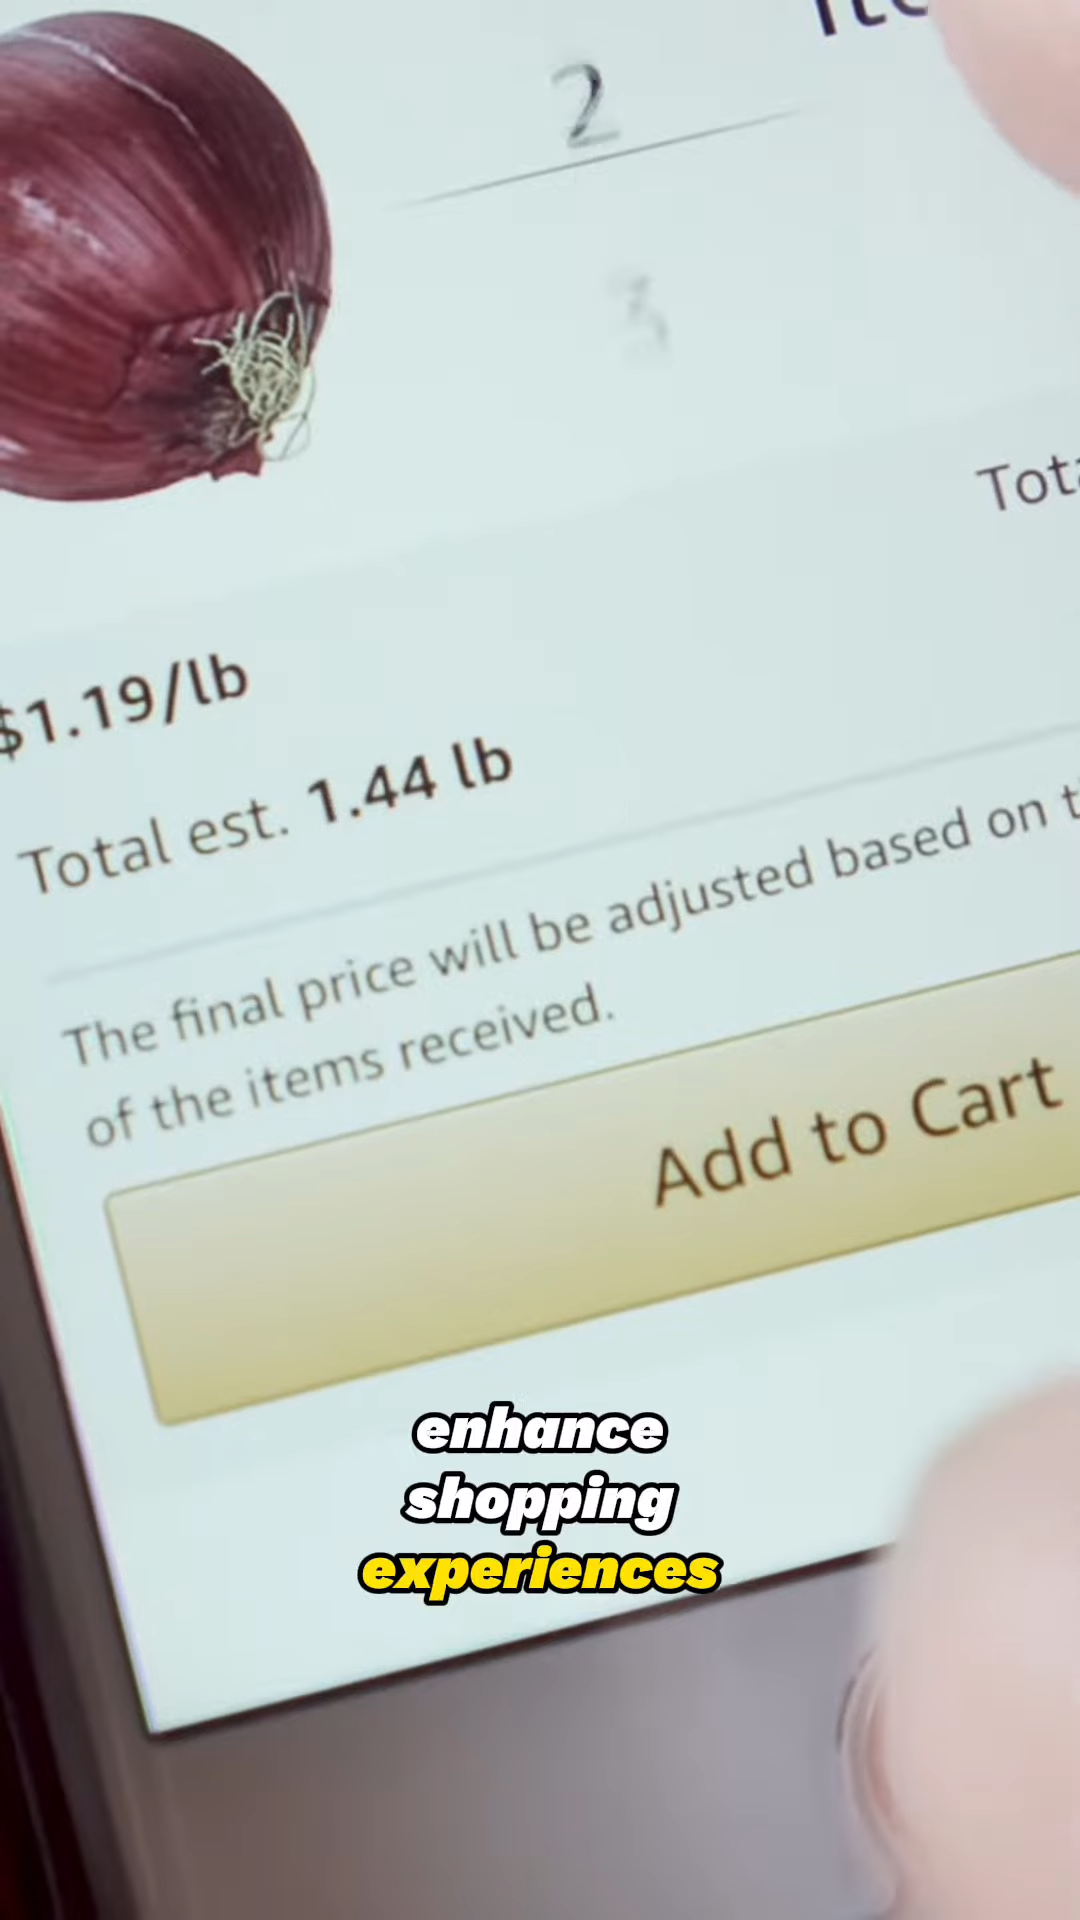 2
3
$1.19/lb
Total est. 1.44 lb
The final price will be adjusted based on
of the items received.
Add to Cart
enhance
shopping
experiences